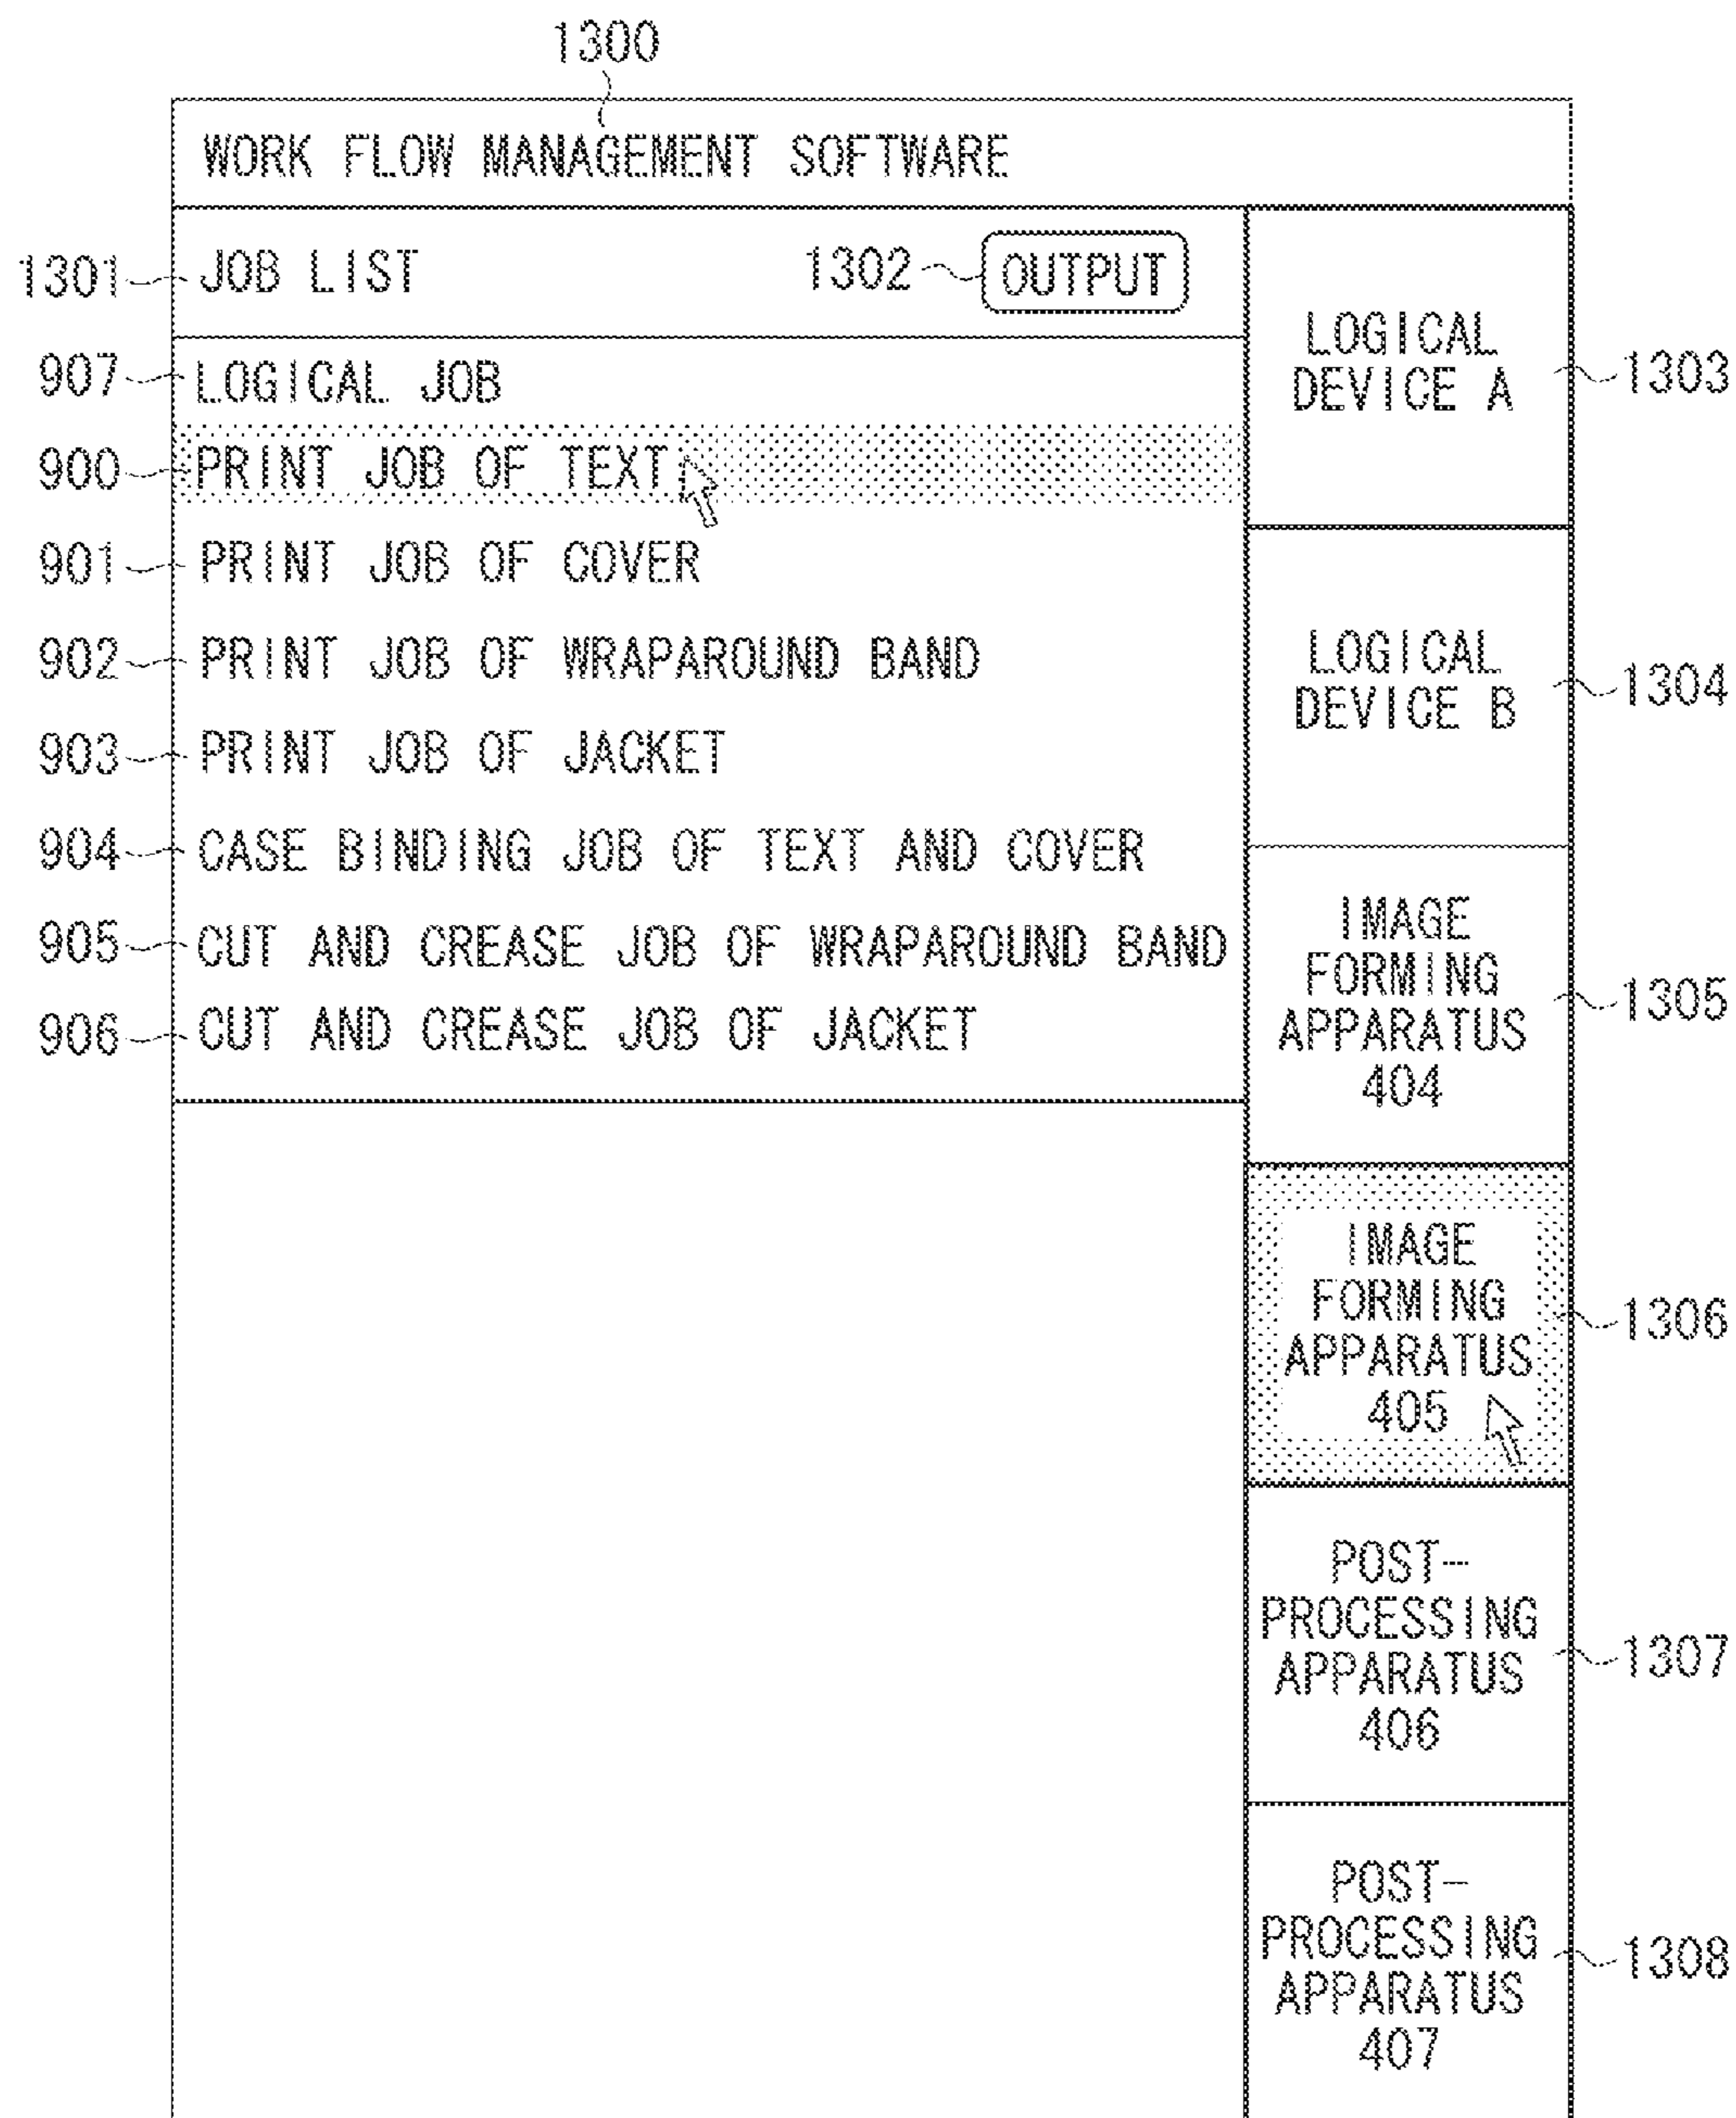 1300
WORK FLOW MANAGEMENT SOFTWARE
1301 JOB LIST 1302 OUTPUT
907 LOGICAL JOB
900 PRINT JOB OF TEXT
901 PRINT JOB OF COVER
902 PRINT JOB OF WRAPAROUND BAND
903 PRINT JOB OF JACKET
904 CASE BINDING JOB OF TEXT AND COVER
905 CUT AND CREASE JOB OF WRAPAROUND BAND
906 CUT AND CREASE JOB OF JACKET
LOGICAL
DEVICE A
1303
LOGICAL
DEVICE B
1304
IMAGE
FORMING
APPARATUS
404
1305
IMAGE
FORMING
APPARATUS
405
1306
POST-
PROCESSING
APPARATUS
406
1307
POST-
PROCESSING
APPARATUS
407
1308